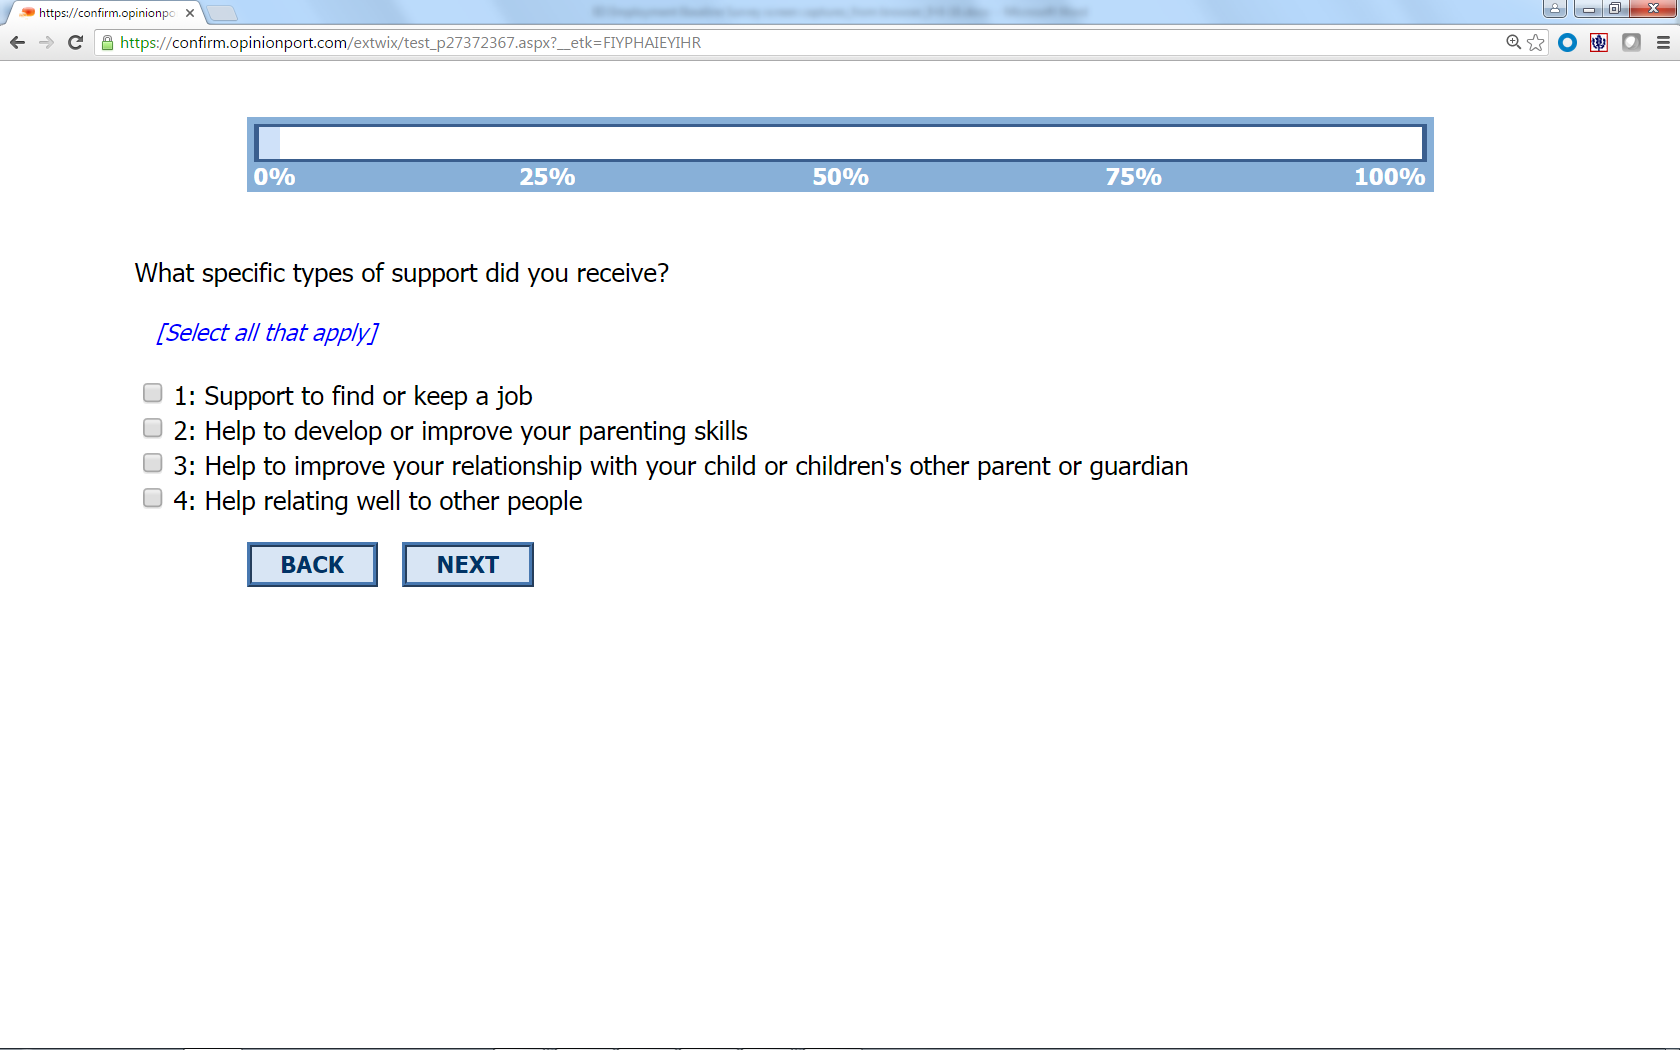 https://confirm.opinionpo
https://confirm.opinionport.com/extwix/test_p27372367.aspx?__etk=FIYPHAIEYIHR
0% 25% 50% 75% 100%
What specific types of support did you receive?
[Select all that apply]
1: Support to find or keep a job
2: Help to develop or improve your parenting skills
3: Help to improve your relationship with your child or children's other parent or guardian
4: Help relating well to other people
BACK NEXT